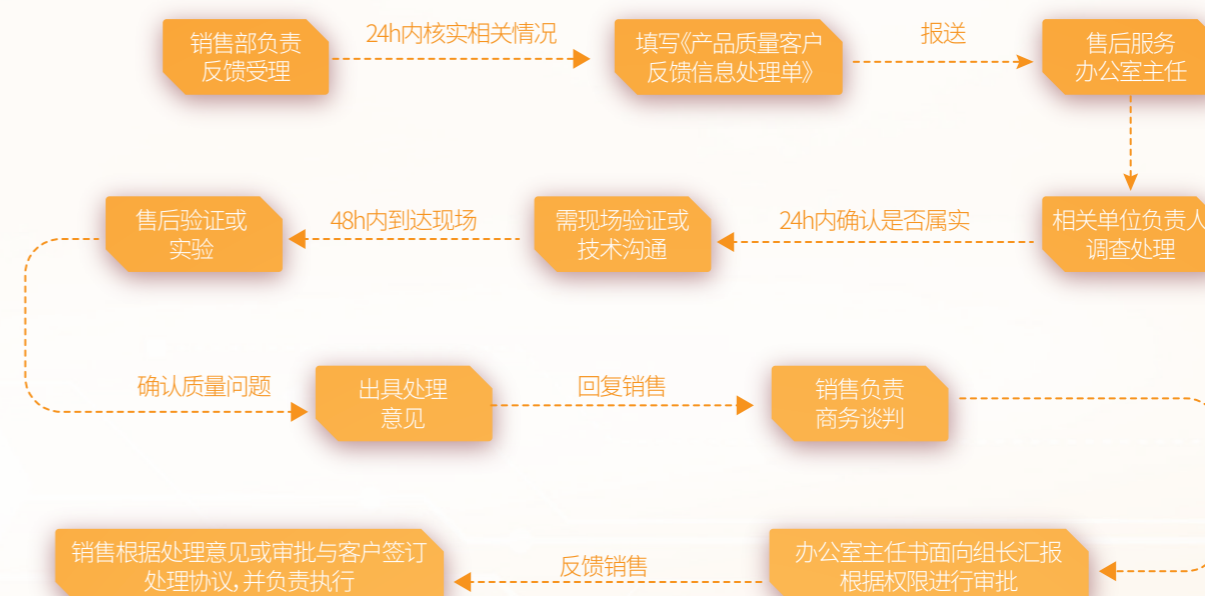 销售部负责
反馈受理
24h内核实相关情况
填写《产品质量客户
反馈信息处理单》
报送
售后服务
办公室主任
相关单位负责人
调查处理
24h内确认是否属实
需现场验证或
技术沟通
48h内到达现场
售后验证或
实验
确认质量问题
出具处理
意见
回复销售
销售负责
商务谈判
办公室主任书面向组长汇报
根据权限进行审批
反馈销售
销售根据处理意见或审批与客户签订
处理协议,并负责执行